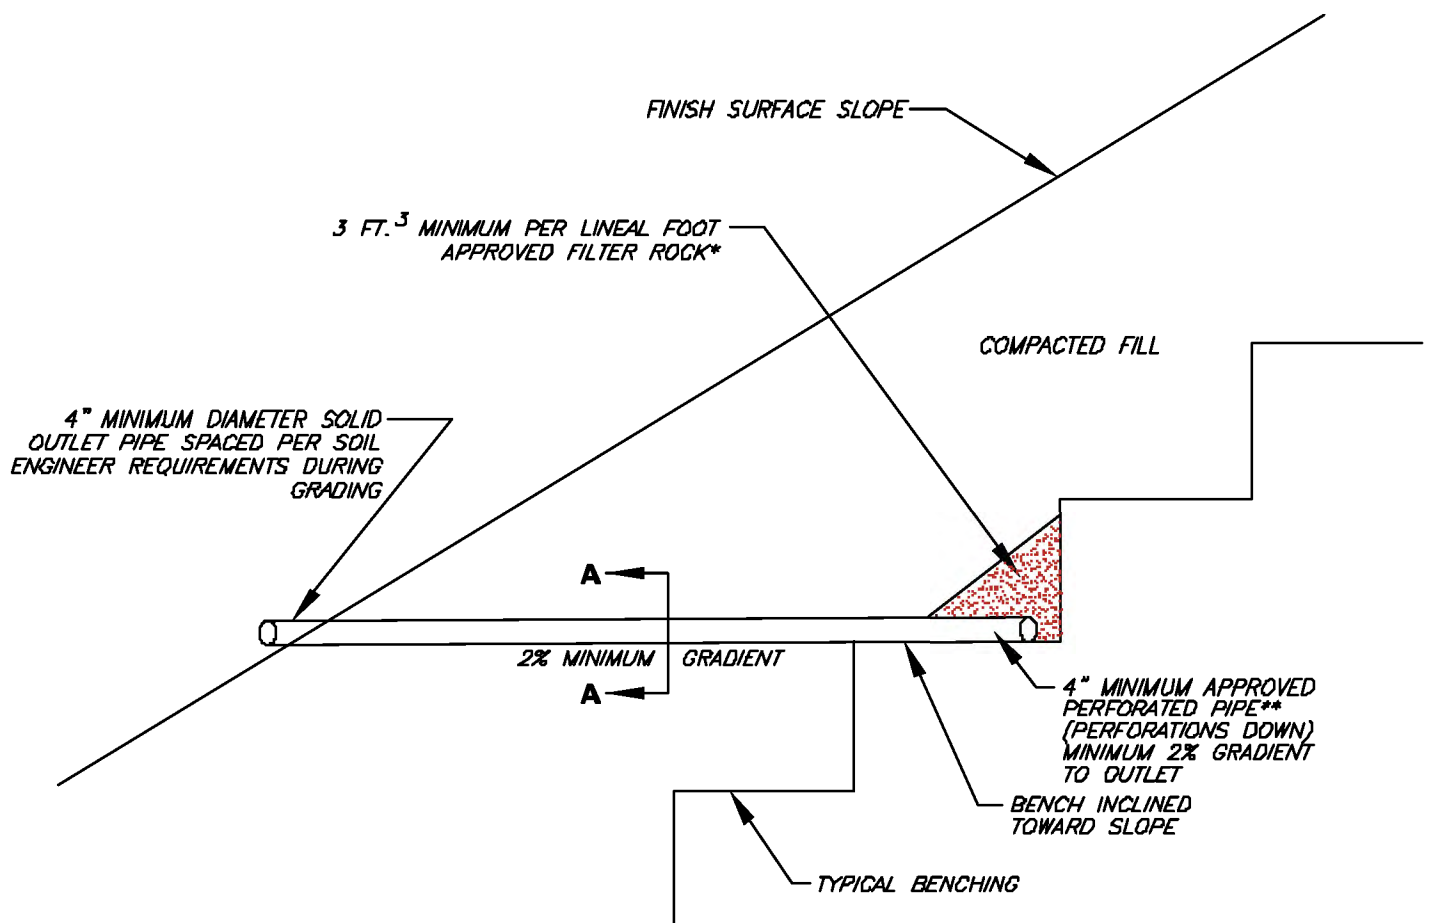 FINISH SURFACE SLOPE
3 FT.³ MINIMUM PER LINEAL FOOT
APPROVED FILTER ROCK*
COMPACTED FILL
4" MINIMUM DIAMETER SOLID
OUTLET PIPE SPACED PER SOIL
ENGINEER REQUIREMENTS DURING
GRADING
A
2% MINIMUM GRADIENT
A
4" MINIMUM APPROVED
PERFORATED PIPE**
(PERFORATIONS DOWN)
MINIMUM 2% GRADIENT
TO OUTLET
BENCH INCLINED
TOWARD SLOPE
TYPICAL BENCHING